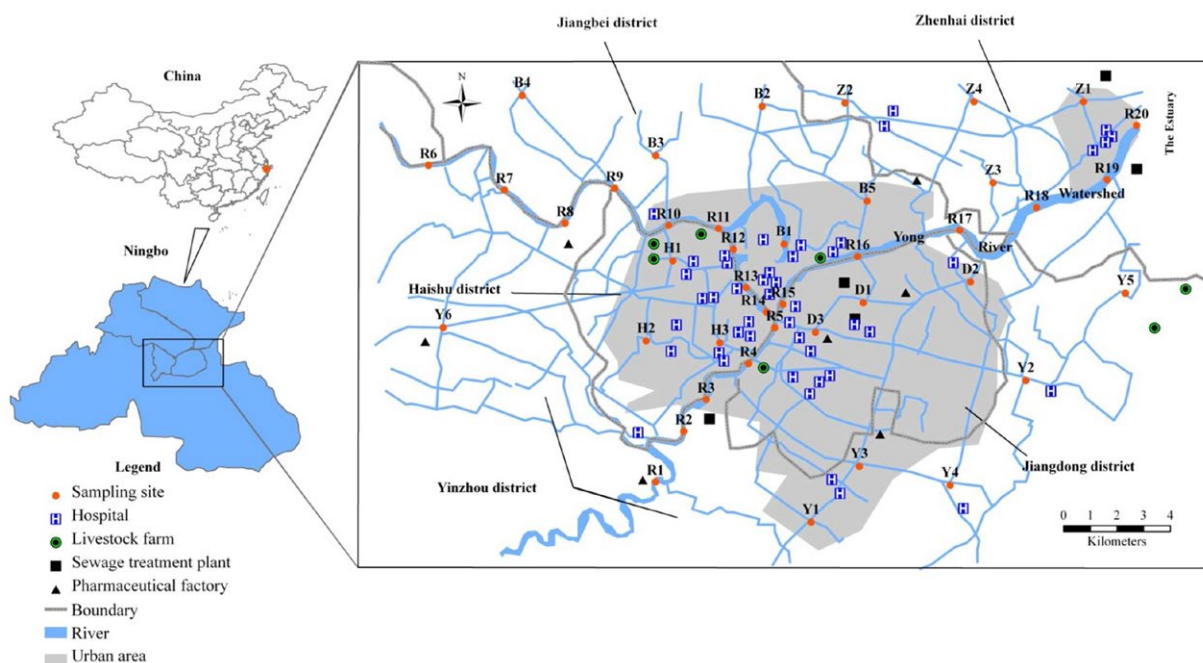 Jiangbei district
Zhenhai district
China
N
B4
B3
B2
Z2
Z4
Z1
R20
The Estuary
R6
R7
R8
R9
B5
Z3
R19
Watershed
R18
R10
R11
R12
B1
R17
Yong
River
R16
H1
Ningbo
Haishu district
R13
R14
R15
D1
D2
Y5
Y6
H2
H3
R5
D3
R4
Y2
R3
R2
Jiangdong district
Legend
R1
Y3
Y4
Yinzhou district
Y1
Sampling site
H Hospital
Livestock farm
Sewage treatment plant
Pharmaceutical factory
Boundary
River
Urban area
0 1 2 3 4
Kilometers